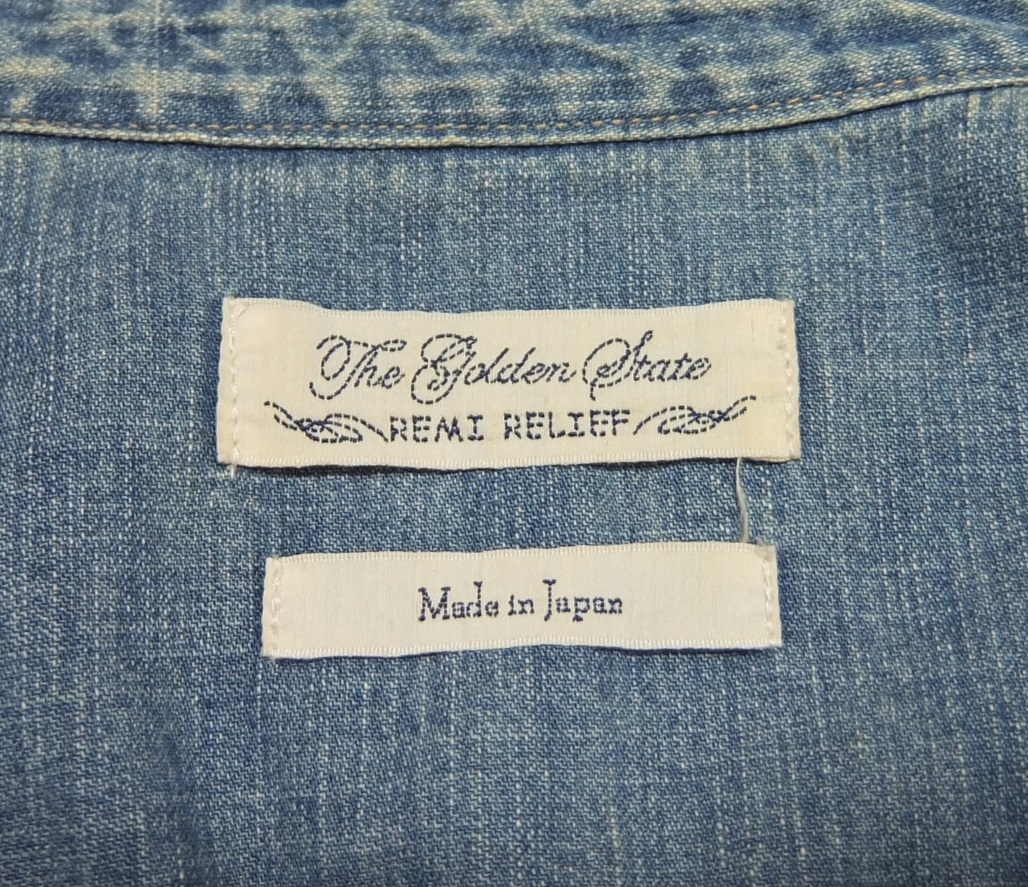 The Golden State
REMI RELIEF
Made in Japan